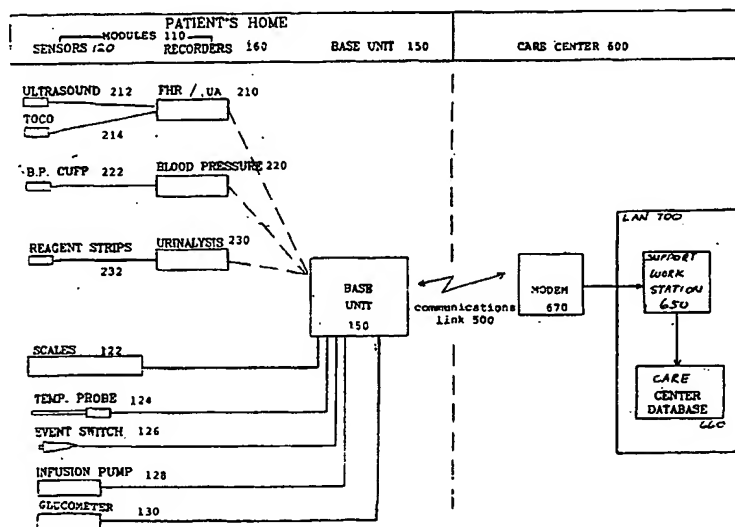 PATIENT'S HOME
MODULES 110
SENSORS 120 RECORDERS 160 BASE UNIT 150 CARE CENTER 600
ULTRASOUND 212 FHR / .UA 210
TOCO
214
B.P. CUFF 222 BLOOD PRESSURE 220
REAGENT STRIPS URINALYSIS 230
232
LAN 700
SUPPORT
WORK
STATION
650
BASE
UNIT
150
communications
link 500
MODEM
670
SCALES 122
TEMP. PROBE 124
EVENT SWITCH 126
INFUSION PUMP
128
GLUCOMETER
130
CARE
CENTER
DATABASE
660